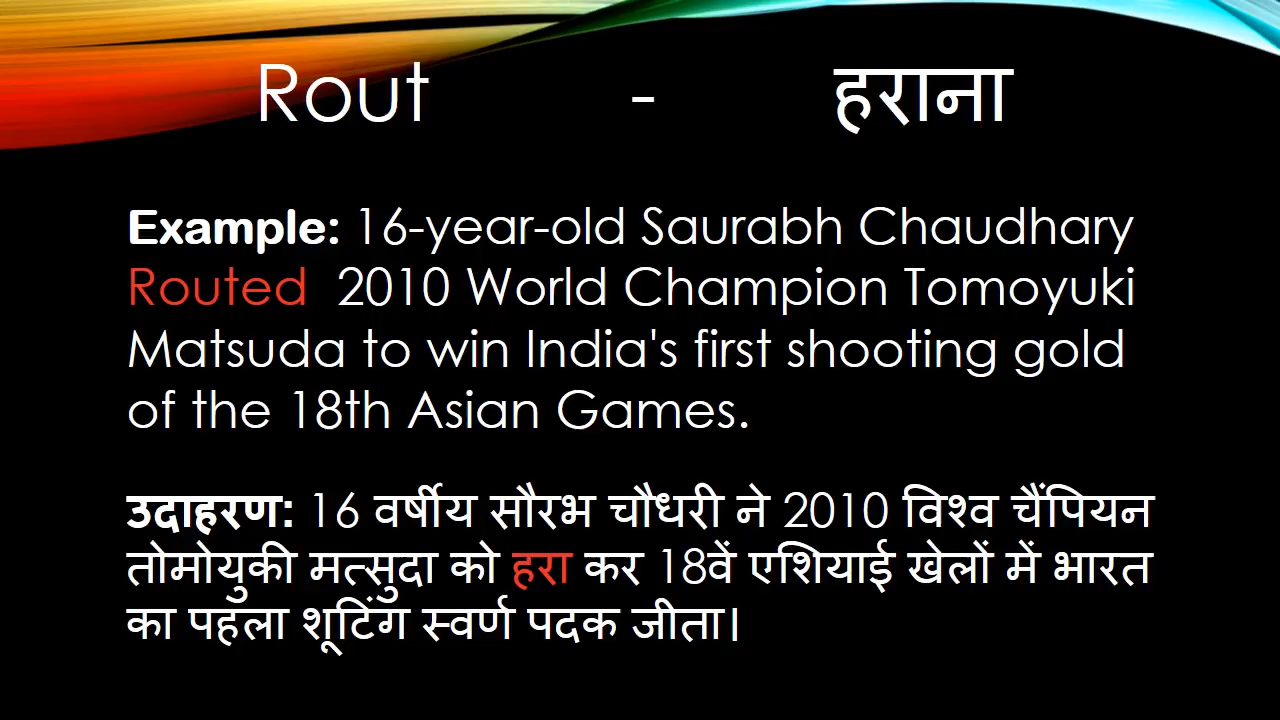 Rout - हराना
Example: 16-year-old Saurabh Chaudhary
Routed 2010 World Champion Tomoyuki
Matsuda to win India's first shooting gold
of the 18th Asian Games.
उदाहरण: 16 वर्षीय सौरभ चौधरी ने 2010 विश्व चैंपियन
तोमोयुकी मत्सुदा को हरा कर 18वें एशियाई खेलों में भारत
का पहला शूटिंग स्वर्ण पदक जीता।